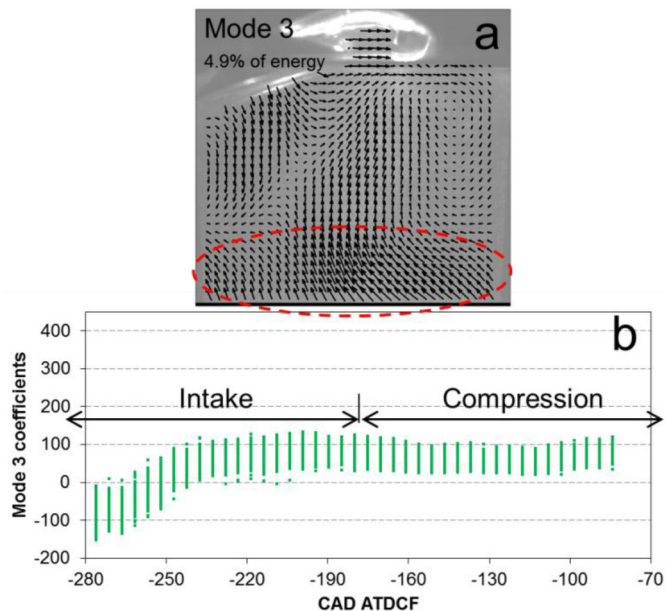 Mode 3
a
4.9% of energy
b
400
300
200
100
0
-100
-200
Mode 3 coefficients
Intake
Compression
-280
-250
-220
-190
-160
-130
-100
-70
CAD ATDCF